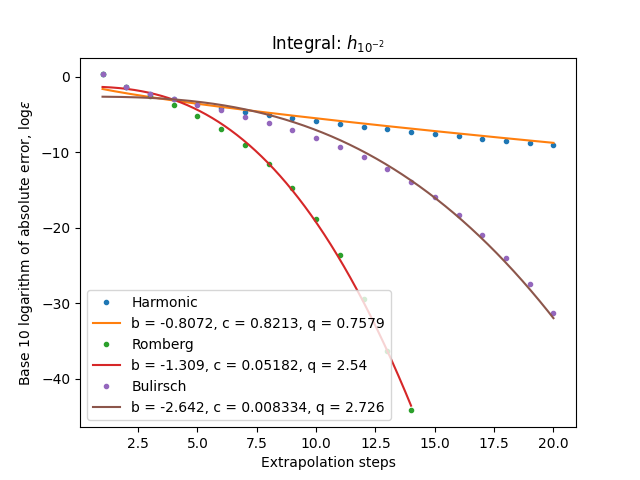 Integral: h₁₀₋₂
Base 10 logarithm of absolute error, logε
0
−10
−20
−30
−40
Harmonic
b = -0.8072, c = 0.8213, q = 0.7579
Romberg
b = -1.309, c = 0.05182, q = 2.54
Bulirsch
b = -2.642, c = 0.008334, q = 2.726
2.5 5.0 7.5 10.0 12.5 15.0 17.5 20.0
Extrapolation steps